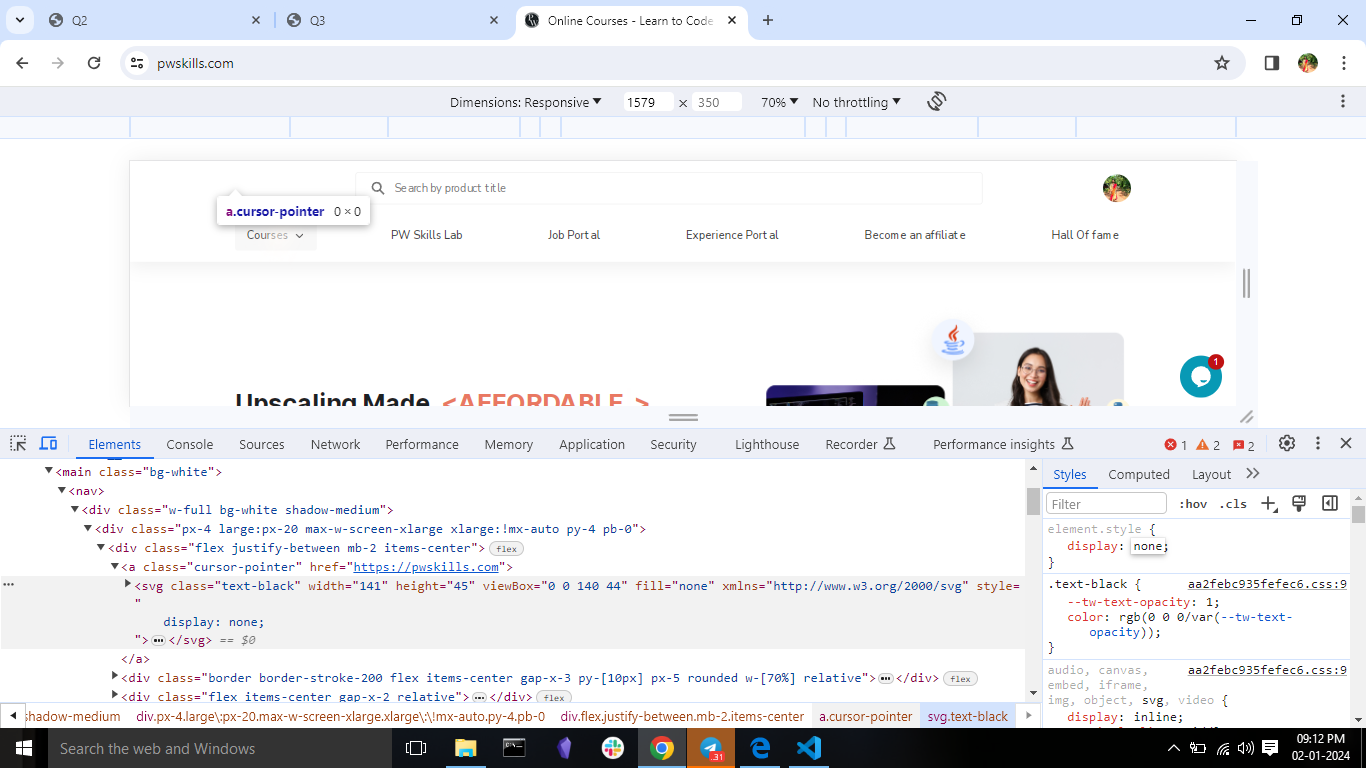 Q2
Q3
Online Courses - Learn to Code
pwskills.com
Dimensions: Responsive
1579 × 350
70%
No throttling
Search by product title
a.cursor-pointer 0 × 0
Courses
PW Skills Lab
Job Portal
Experience Portal
Become an affiliate
Hall Of fame
1
Upscaling Made <AFFORDABLE_>
Elements
Console
Sources
Network
Performance
Memory
Application
Security
Lighthouse
Recorder
Performance insights
1
2
2
<main class="bg-white">
<nav>
<div class="w-full bg-white shadow-medium">
<div class="px-4 large:px-20 max-w-screen-xlarge xlarge:!mx-auto py-4 pb-0">
<div class="flex justify-between mb-2 items-center"> flex
<a class="cursor-pointer" href="https://pwskills.com">
<svg class="text-black" width="141" height="45" viewBox="0 0 140 44" fill="none" xmlns="http://www.w3.org/2000/svg" style=
"
display: none;
">…</svg> == $0
</a>
<div class="border border-stroke-200 flex items-center gap-x-3 py-[10px] px-5 rounded w-[70%] relative">…</div> flex
<div class="flex items-center gap-x-2 relative">…</div> flex
shadow-medium
div.px-4.large\:px-20.max-w-screen-xlarge.xlarge\:\!mx-auto.py-4.pb-0
div.flex.justify-between.mb-2.items-center
a.cursor-pointer
svg.text-black
Styles
Computed
Layout
Filter
:hov
.cls
element.style {
display: none;
}
.text-black {
aa2febc935fefec6.css:9
--tw-text-opacity: 1;
color: rgb(0 0 0/var(--tw-text-
opacity));
}
audio, canvas,
aa2febc935fefec6.css:9
embed, iframe,
img, object, svg, video {
display: inline;
Search the web and Windows
31
09:12 PM
02-01-2024